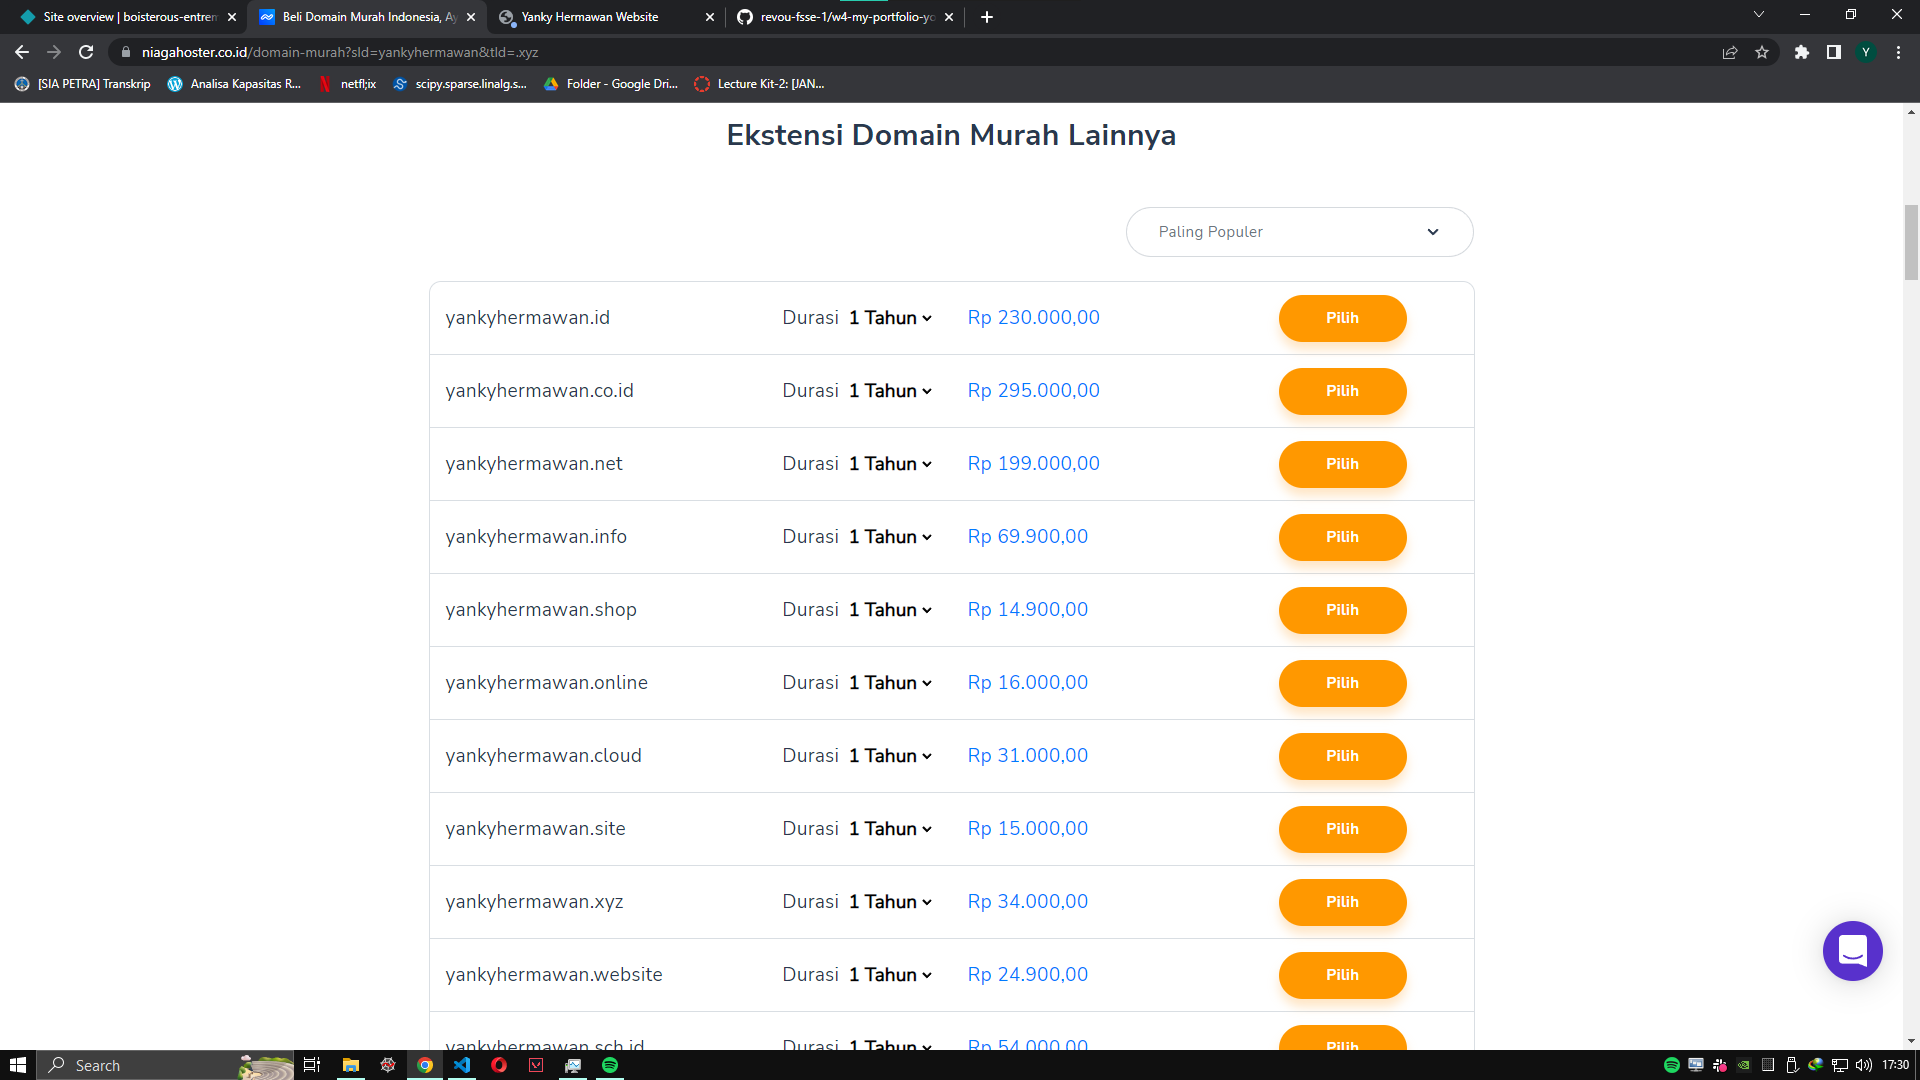 Site overview | boisterous-entrem
Beli Domain Murah Indonesia, Ay
Yanky Hermawan Website
revou-fsse-1/w4-my-portfolio-yo
niagahoster.co.id/domain-murah?sld=yankyhermawan&tld=.xyz
Y
[SIA PETRA] Transkrip
Analisa Kapasitas R...
netfl;ix
scipy.sparse.linalg.s...
Folder - Google Dri...
Lecture Kit-2: [JAN...
Ekstensi Domain Murah Lainnya
Paling Populer
yankyhermawan.id Durasi 1 Tahun Rp 230.000,00 Pilih
yankyhermawan.co.id Durasi 1 Tahun Rp 295.000,00 Pilih
yankyhermawan.net Durasi 1 Tahun Rp 199.000,00 Pilih
yankyhermawan.info Durasi 1 Tahun Rp 69.900,00 Pilih
yankyhermawan.shop Durasi 1 Tahun Rp 14.900,00 Pilih
yankyhermawan.online Durasi 1 Tahun Rp 16.000,00 Pilih
yankyhermawan.cloud Durasi 1 Tahun Rp 31.000,00 Pilih
yankyhermawan.site Durasi 1 Tahun Rp 15.000,00 Pilih
yankyhermawan.xyz Durasi 1 Tahun Rp 34.000,00 Pilih
yankyhermawan.website Durasi 1 Tahun Rp 24.900,00 Pilih
yankyhermawan.sch.id Durasi 1 Tahun Rp 54.000,00 Pilih
Search
17:30